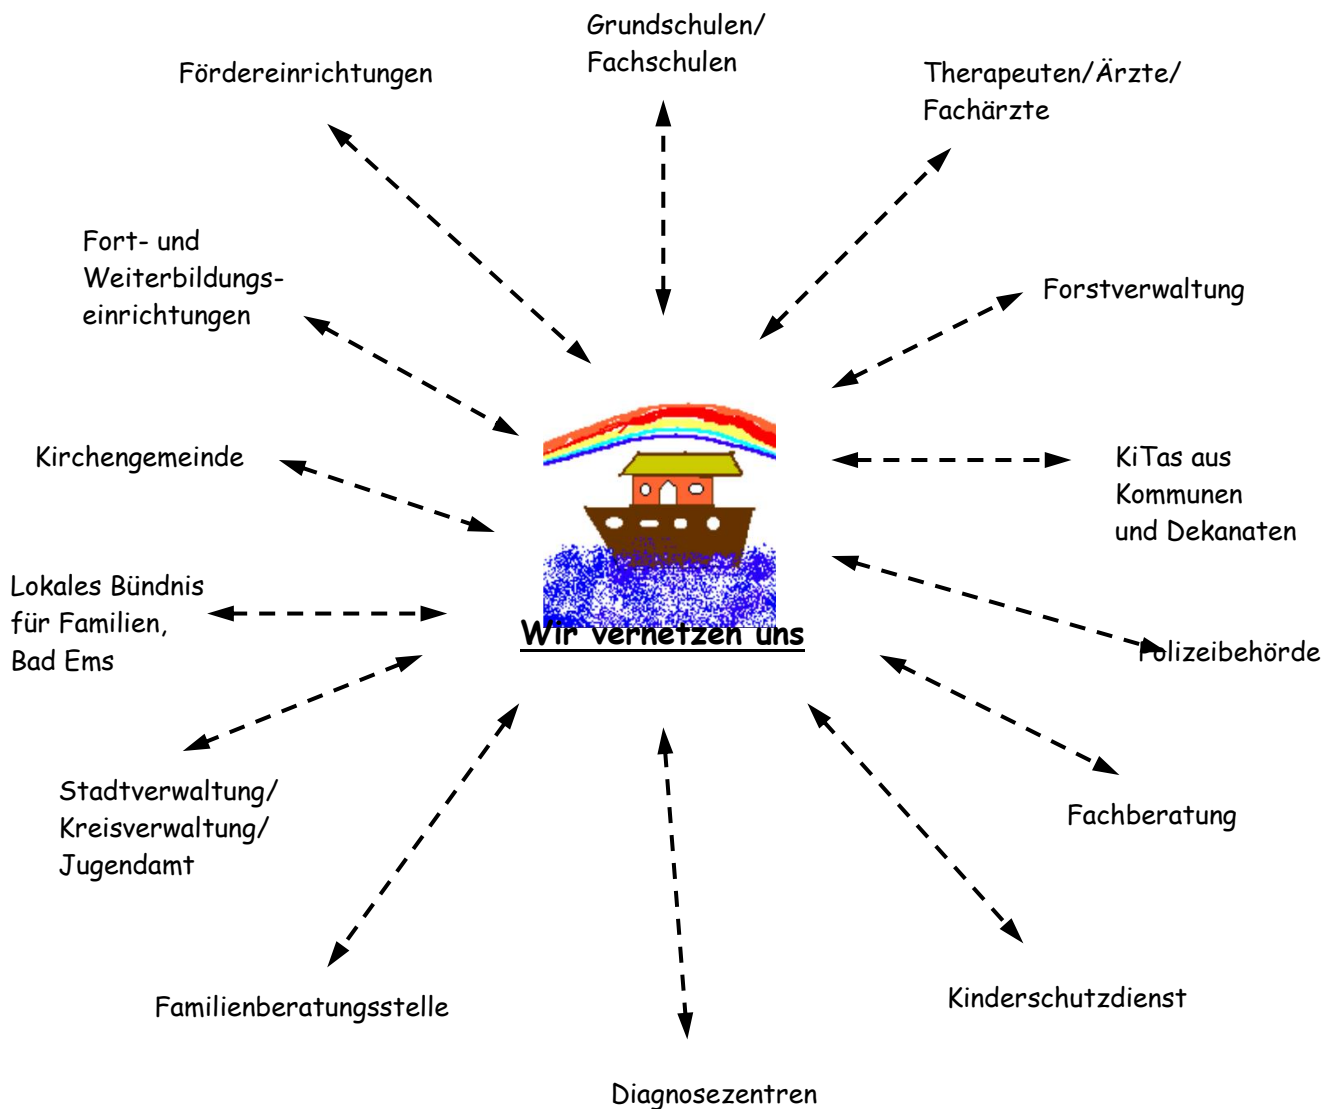 Grundschulen/
Fachschulen
Fördereinrichtungen
Therapeuten/Ärzte/
Fachärzte
Fort- und
Weiterbildungs-
einrichtungen
Forstverwaltung
Kirchengemeinde
KiTas aus
Kommunen
und Dekanaten
Lokales Bündnis
für Familien,
Bad Ems
Wir vernetzen uns
Polizeibehörde
Stadtverwaltung/
Kreisverwaltung/
Jugendamt
Fachberatung
Familienberatungsstelle
Kinderschutzdienst
Diagnosezentren